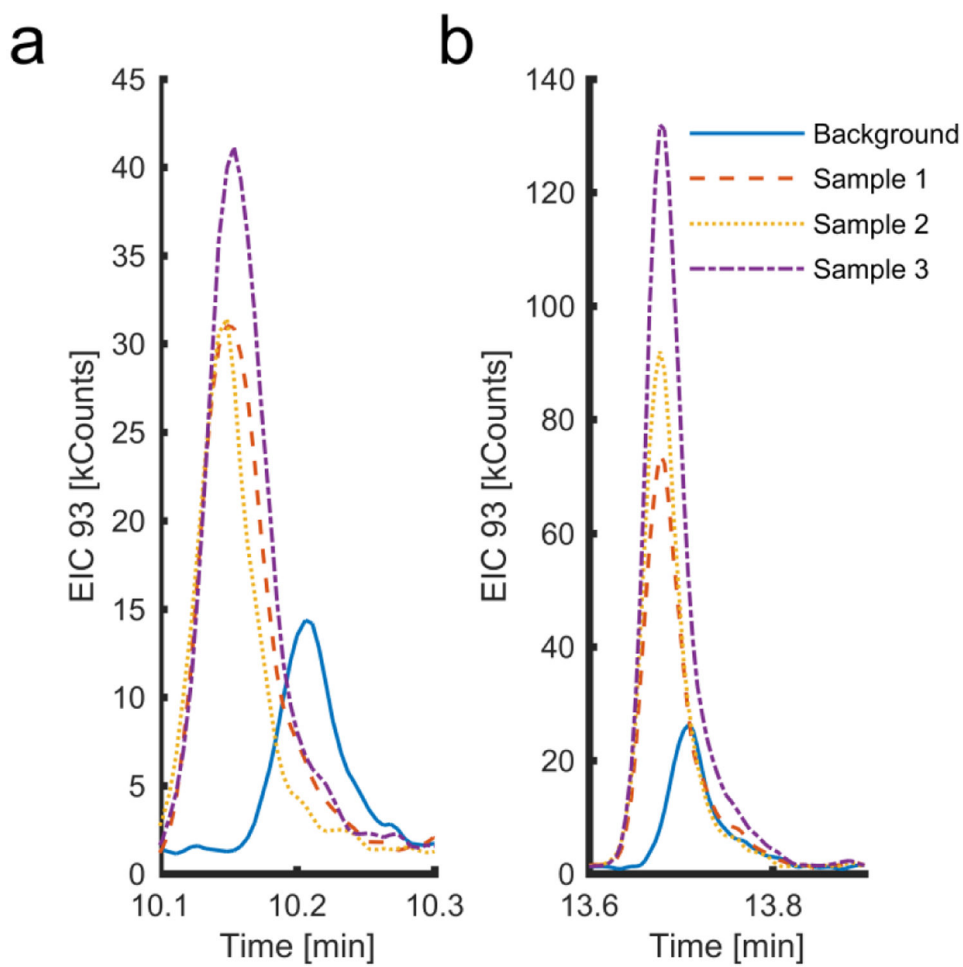 a
45
40
35
30
25
20
15
10
5
0
10.1
10.2
10.3
EIC 93 [kCounts]
Time [min]
b
140
120
100
80
60
40
20
0
13.6
13.8
EIC 93 [kCounts]
Time [min]
Background
Sample 1
Sample 2
Sample 3